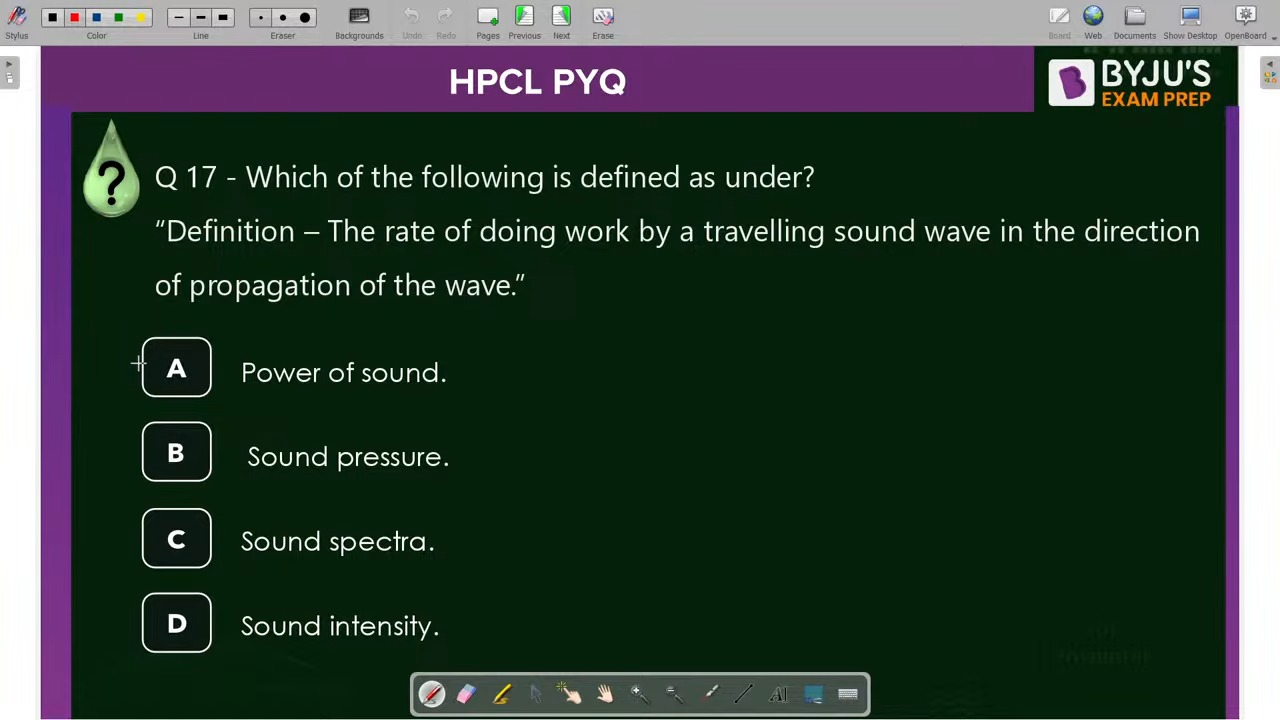 Stylus
Color
Line
Eraser
Backgrounds
Undo
Redo
Pages
Previous
Next
Erase
Board
Web
Documents
Show Desktop
OpenBoard
HPCL PYQ
BYJU'S
EXAM PREP
?
Q 17 - Which of the following is defined as under?
“Definition – The rate of doing work by a travelling sound wave in the direction
of propagation of the wave.”
A Power of sound.
B Sound pressure.
C Sound spectra.
D Sound intensity.